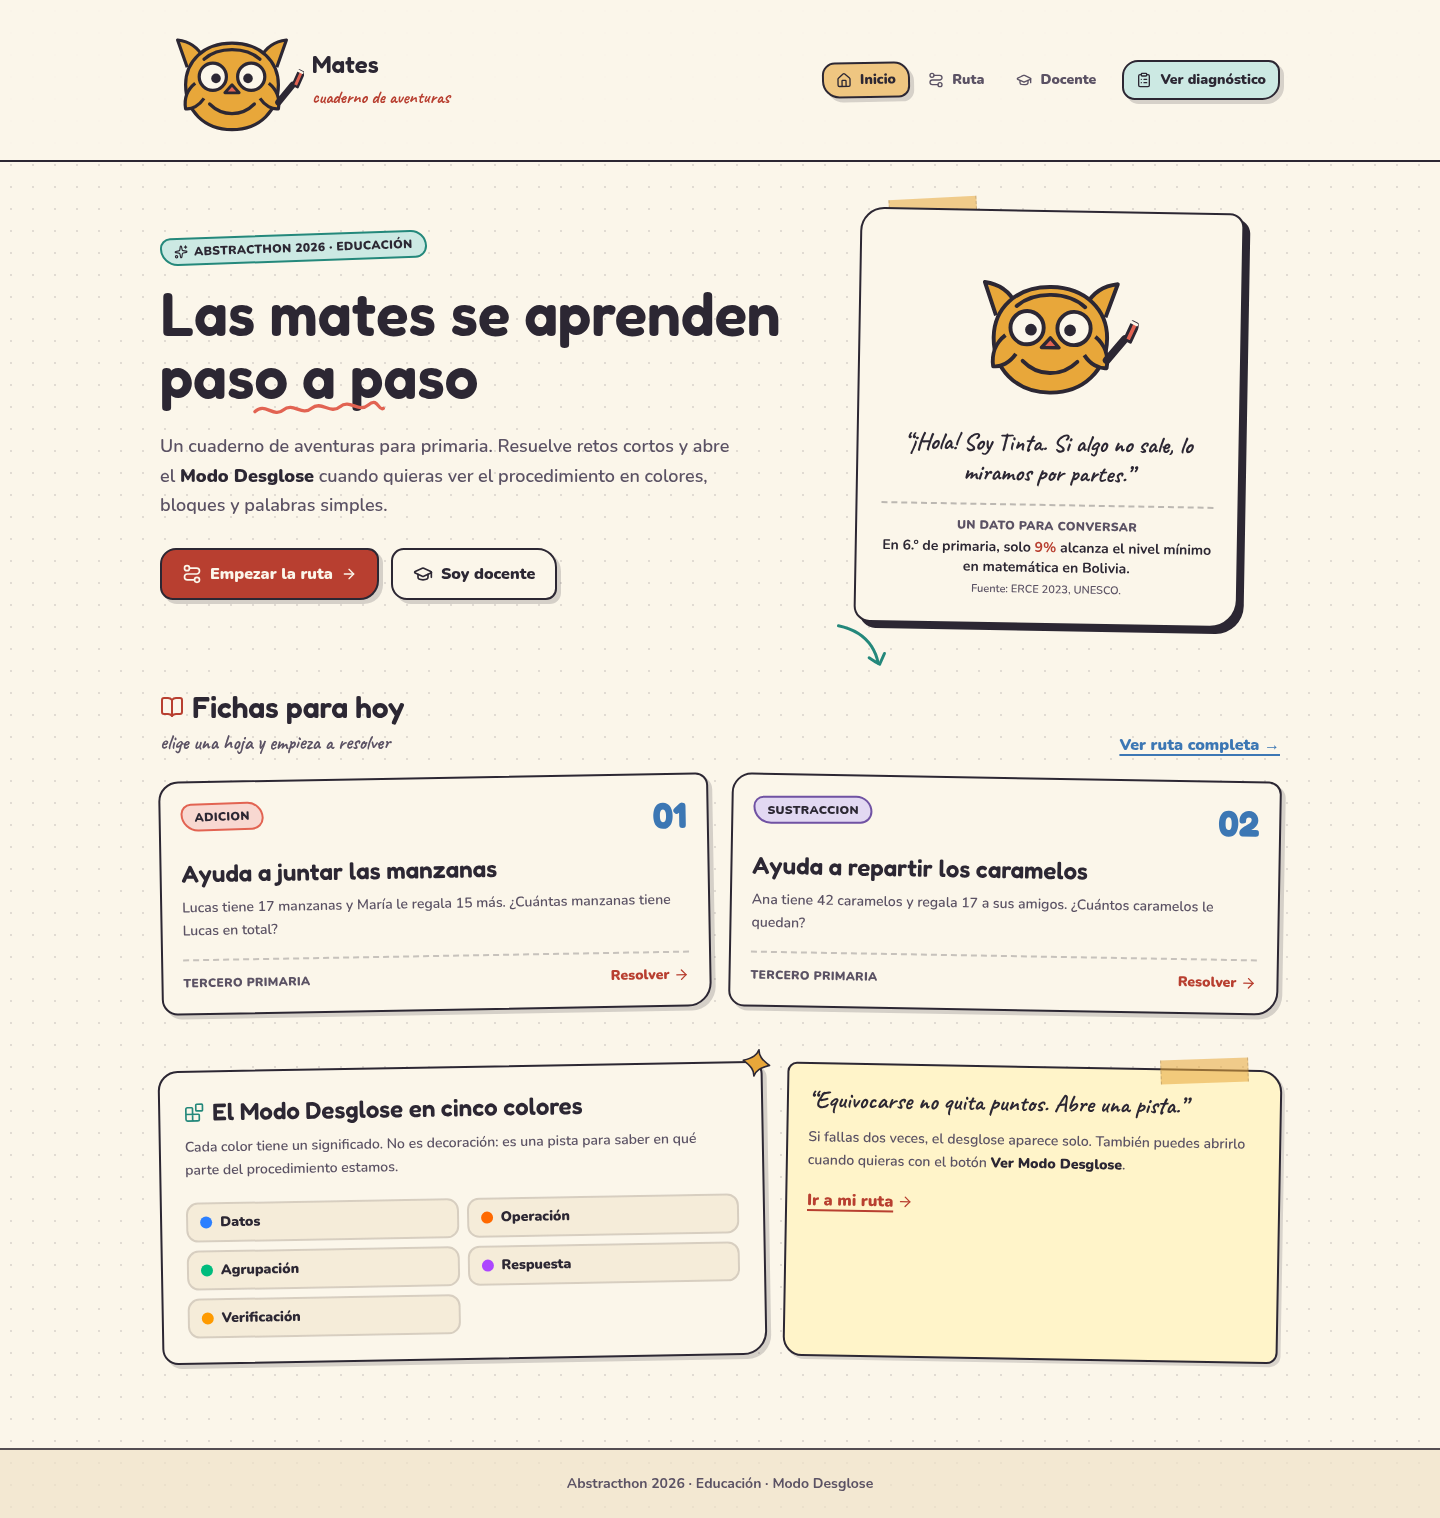 Mates
cuaderno de aventuras
Inicio
Ruta
Docente
Ver diagnóstico
ABSTRACTHON 2026 · EDUCACIÓN
Las mates se aprenden
paso a paso
Un cuaderno de aventuras para primaria. Resuelve retos cortos y abre
el Modo Desglose cuando quieras ver el procedimiento en colores,
bloques y palabras simples.
Empezar la ruta →
Soy docente
“¡Hola! Soy Tinta. Si algo no sale, lo
miramos por partes.”
UN DATO PARA CONVERSAR
En 6.º de primaria, solo 9% alcanza el nivel mínimo
en matemática en Bolivia.
Fuente: ERCE 2023, UNESCO.
Fichas para hoy
elige una hoja y empieza a resolver
Ver ruta completa →
ADICION
01
Ayuda a juntar las manzanas
Lucas tiene 17 manzanas y María le regala 15 más. ¿Cuántas manzanas tiene
Lucas en total?
TERCERO PRIMARIA
Resolver →
SUSTRACCION
02
Ayuda a repartir los caramelos
Ana tiene 42 caramelos y regala 17 a sus amigos. ¿Cuántos caramelos le
quedan?
TERCERO PRIMARIA
Resolver →
El Modo Desglose en cinco colores
Cada color tiene un significado. No es decoración: es una pista para saber en qué
parte del procedimiento estamos.
Datos
Operación
Agrupación
Respuesta
Verificación
“Equivocarse no quita puntos. Abre una pista.”
Si fallas dos veces, el desglose aparece solo. También puedes abrirlo
cuando quieras con el botón Ver Modo Desglose.
Ir a mi ruta →
Abstracthon 2026 · Educación · Modo Desglose